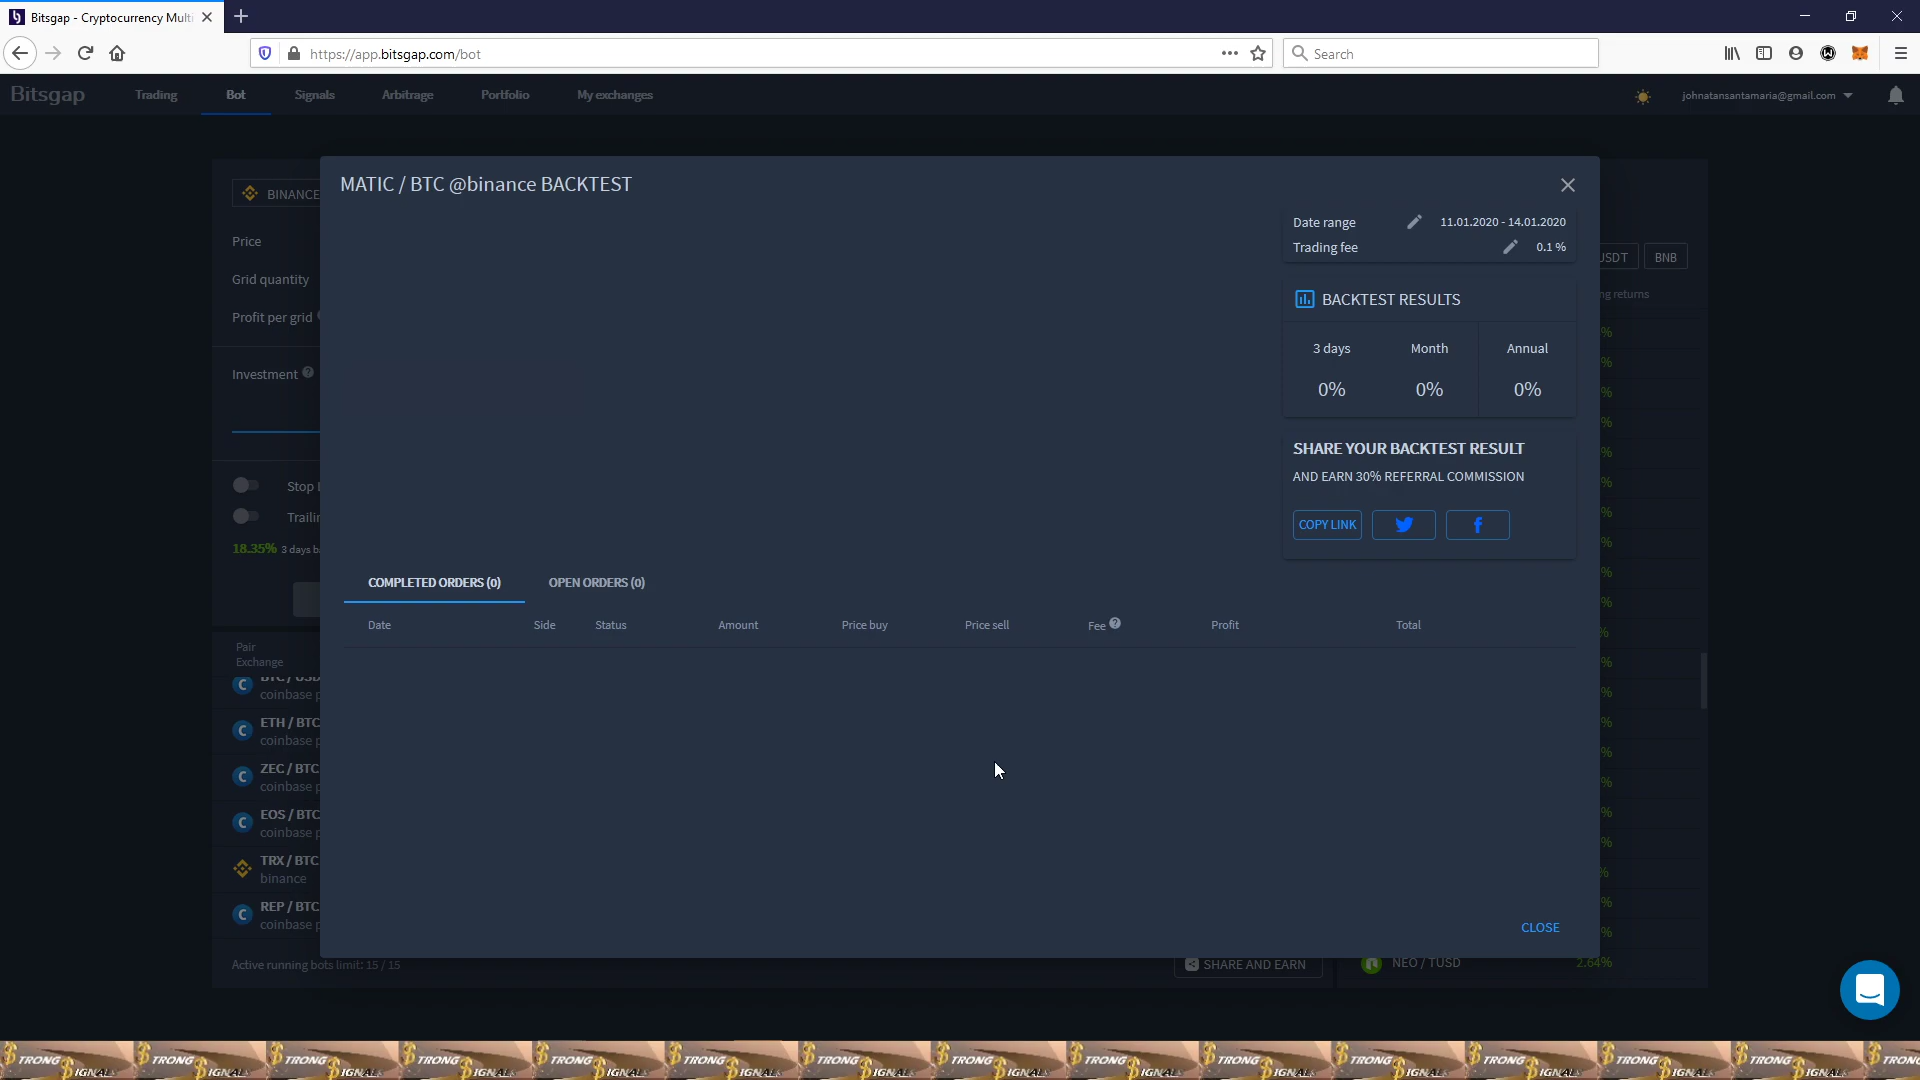 Bitsgap - Cryptocurrency Multi
https://app.bitsgap.com/bot
Search
Bitsgap
Trading
Bot
Signals
Arbitrage
Portfolio
My exchanges
johnatansantamaria@gmail.com
MATIC / BTC @binance BACKTEST
BINANCE
Date range
11.01.2020 - 14.01.2020
Trading fee
0.1 %
Price
Grid quantity
Profit per grid
Investment
USDT
BNB
ng returns
BACKTEST RESULTS
3 days
Month
Annual
0%
0%
0%
SHARE YOUR BACKTEST RESULT
AND EARN 30% REFERRAL COMMISSION
COPY LINK
Stop
18.35% 3 days b
COMPLETED ORDERS (0)
OPEN ORDERS (0)
Date
Side
Status
Amount
Price buy
Price sell
Fee
Profit
Total
Pair
Exchange
coinbase p
ETH / BTC
coinbase p
ZEC / BTC
coinbase p
EOS / BTC
coinbase p
TRX / BTC
binance
REP / BTC
coinbase p
CLOSE
Active running bots limit: 15 / 15
SHARE AND EARN
NEO / TUSD
2.64%
$TRONG $IGNALS